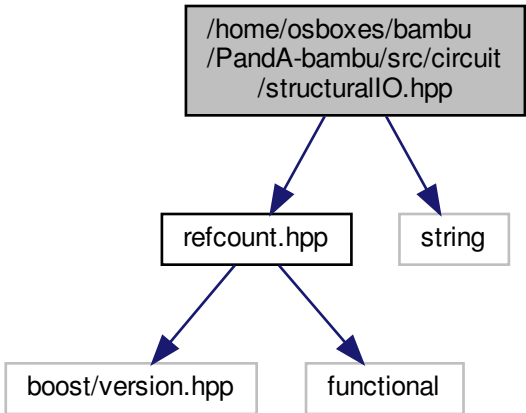 /home/osboxes/bambu
/PandA-bambu/src/circuit
/structuralIO.hpp
refcount.hpp
string
boost/version.hpp
functional